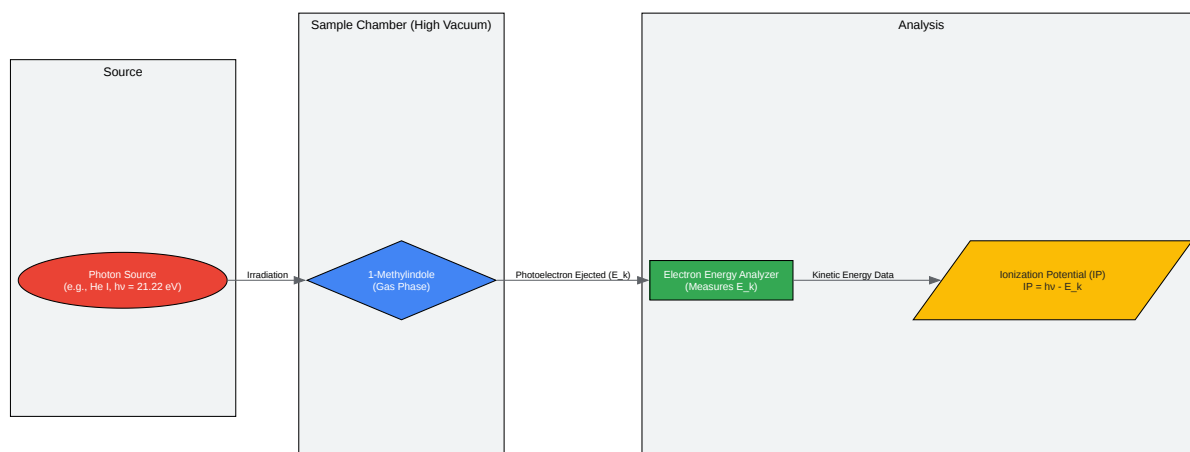 Source
Sample Chamber (High Vacuum)
Analysis
Photon Source
(e.g., He I, hν = 21.22 eV)
Irradiation
1-Methylindole
(Gas Phase)
Photoelectron Ejected (E_k)
Electron Energy Analyzer
(Measures E_k)
Kinetic Energy Data
Ionization Potential (IP)
IP = hν - E_k